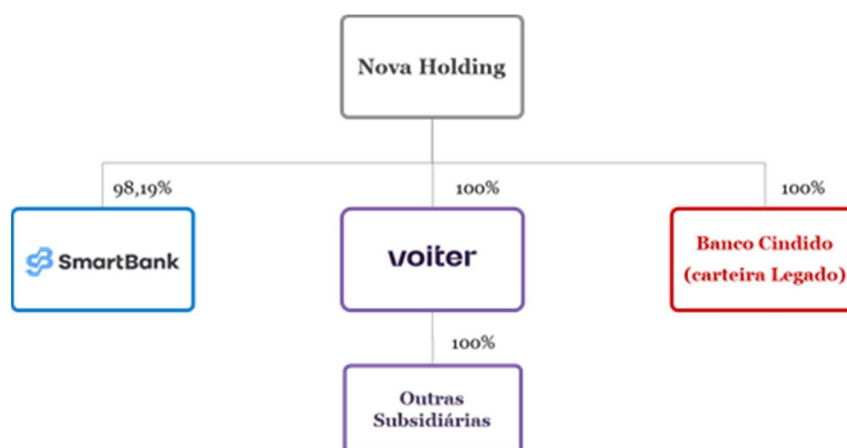 Nova Holding
98,19%
100%
100%
SmartBank
voiter
Banco Cindido
(carteira Legado)
100%
Outras
Subsidiárias